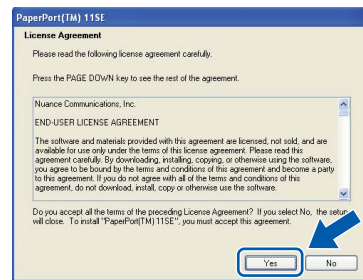 PaperPort(TM) 11SE
License Agreement
Please read the following license agreement carefully.
Press the PAGE DOWN key to see the rest of the agreement.
Nuance Communications, Inc.
END-USER LICENSE AGREEMENT
The software and materials provided with this agreement are licensed, not sold, and are
available for use only under the terms of this license agreement. Please read this
agreement carefully. By downloading, installing, copying, or otherwise using the software,
you agree to be bound by the terms and conditions of this agreement and become a party
to this agreement. If you do not agree with all of the terms and conditions of this
agreement, do not download, install, copy or otherwise use the software.
Do you accept all the terms of the preceding License Agreement? If you select No, the setup
will close. To install "PaperPort(TM) 11SE", you must accept this agreement.
Yes
No